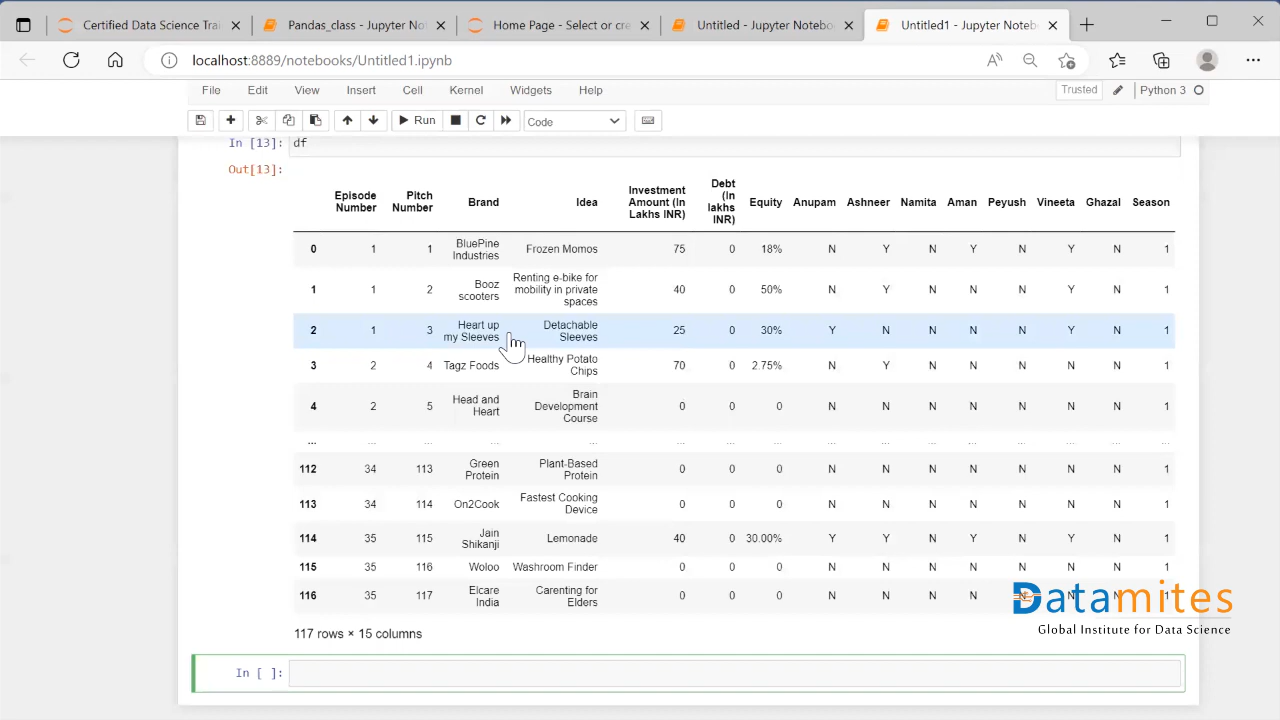 Certified Data Science Trai
Pandas_class - Jupyter No
Home Page - Select or cre
Untitled - Jupyter Notebo
Untitled1 - Jupyter Noteb
localhost:8889/notebooks/Untitled1.ipynb
File Edit View Insert Cell Kernel Widgets Help Trusted Python 3
Run Code
In [13]: df
Out[13]:
Episode Number Pitch Number Brand Idea Investment Amount (In Lakhs INR) Debt (In lakhs INR) Equity Anupam Ashneer Namita Aman Peyush Vineeta Ghazal Season
0 1 1 BluePine Industries Frozen Momos 75 0 18% N Y N Y N Y N 1
1 1 2 Booz scooters Renting e-bike for mobility in private spaces 40 0 50% N Y N N N Y N 1
2 1 3 Heart up my Sleeves Detachable Sleeves 25 0 30% Y N N N N Y N 1
3 2 4 Tagz Foods Healthy Potato Chips 70 0 2.75% N Y N N N N N 1
4 2 5 Head and Heart Brain Development Course 0 0 0 N N N N N N N 1
... ... ... ... ... ... ... ... ... ... ... ... ... ... ... ...
112 34 113 Green Protein Plant-Based Protein 0 0 0 N N N N N N N 1
113 34 114 On2Cook Fastest Cooking Device 0 0 0 N N N N N N N 1
114 35 115 Jain Shikanji Lemonade 40 0 30.00% Y Y N Y N Y N 1
115 35 116 Woloo Washroom Finder 0 0 0 N N N N N N N 1
116 35 117 Elcare India Carenting for Elders 0 0 0 N N N N N N N 1
Datamites
Global Institute for Data Science
117 rows × 15 columns
In [ ]: